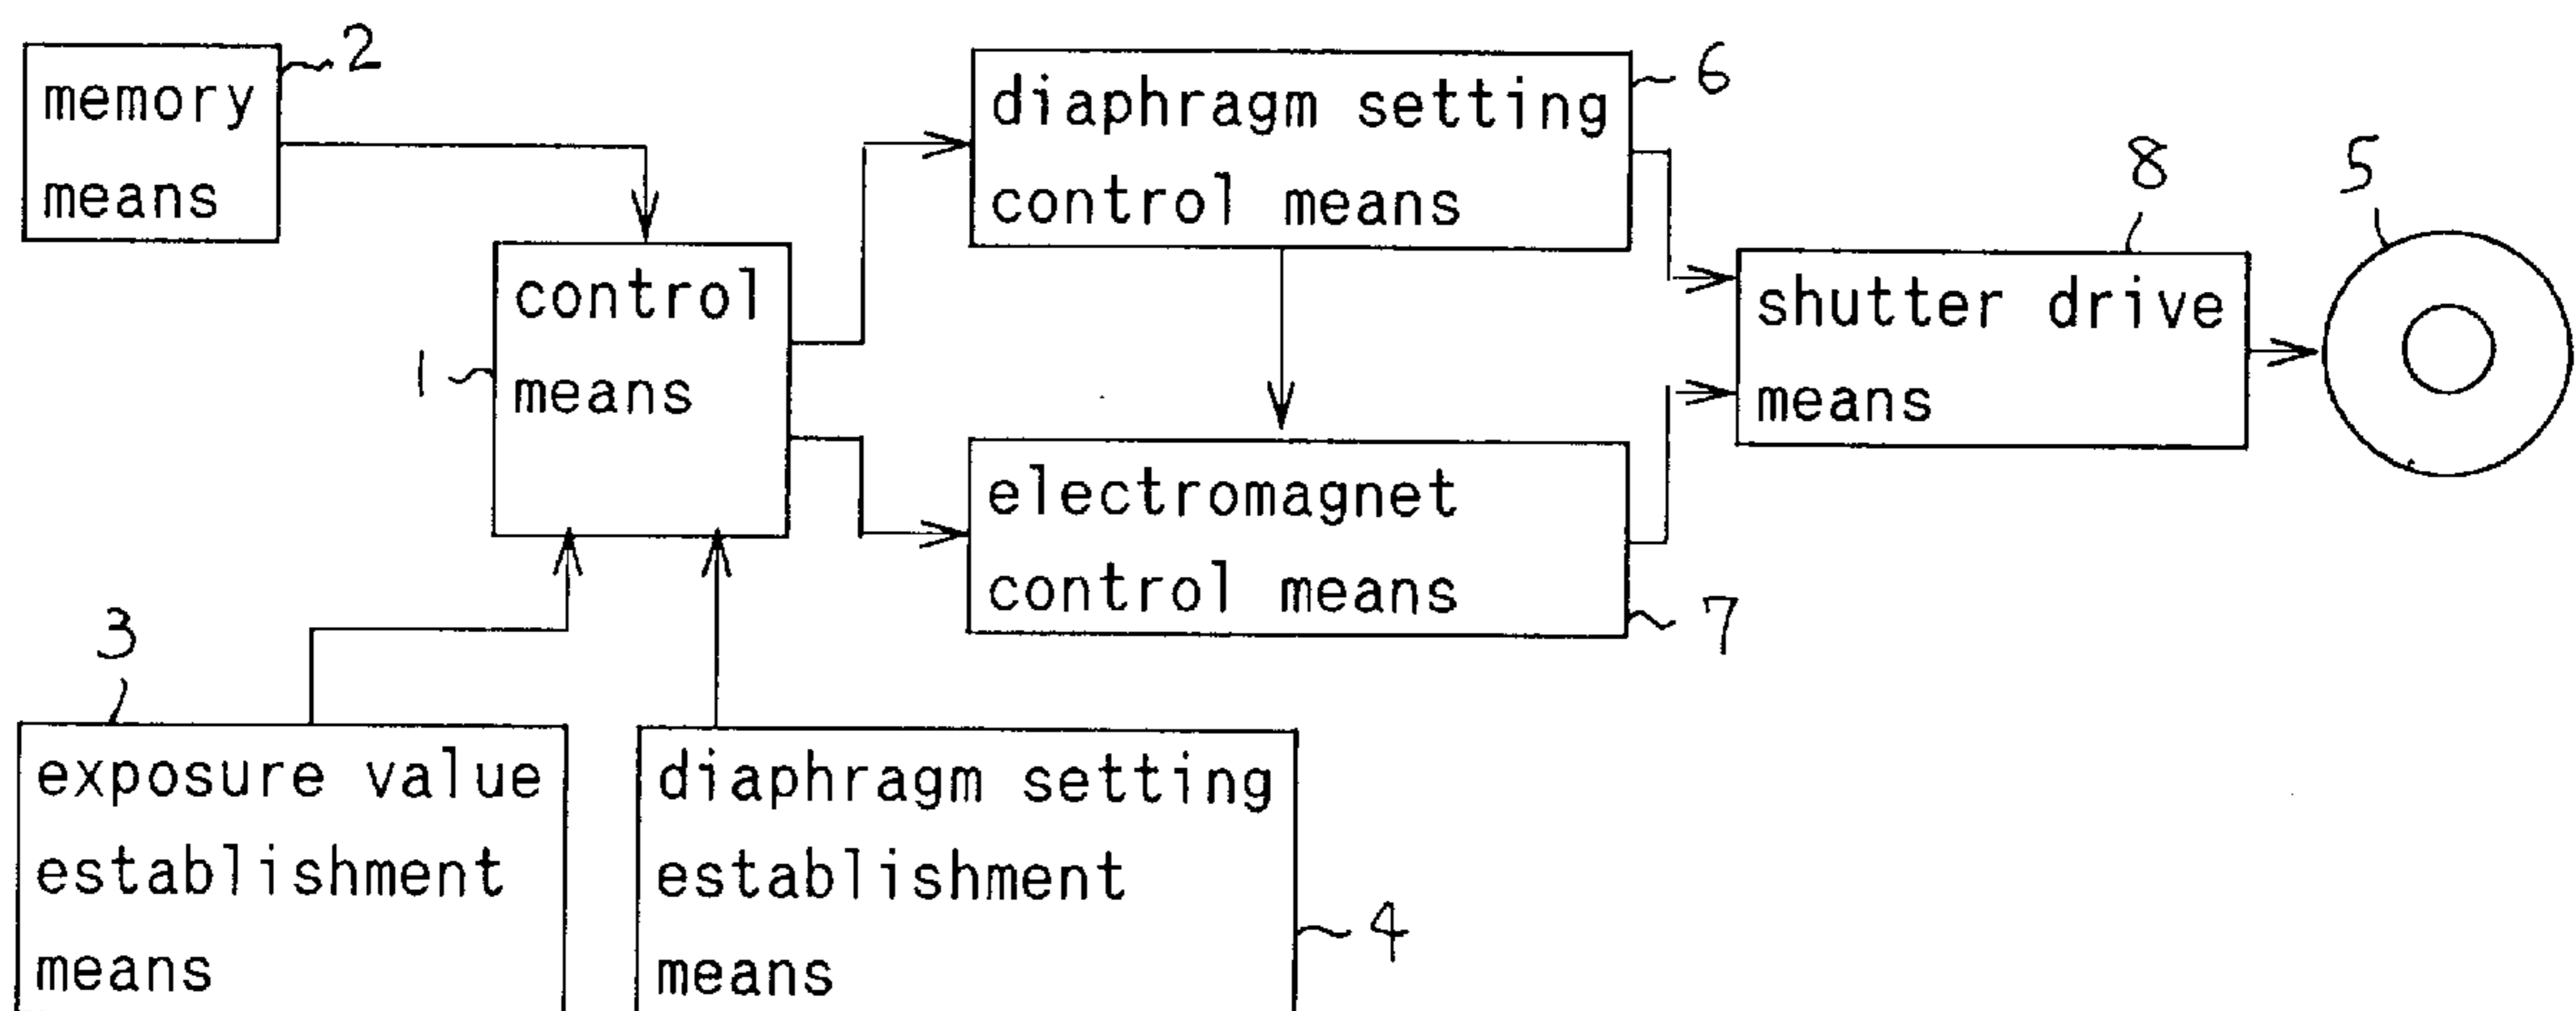 2
memory
means
6
diaphragm setting
control means
8
5
1
control
means
shutter drive
means
electromagnet
control means
7
3
exposure value
establishment
means
diaphragm setting
establishment
means
4